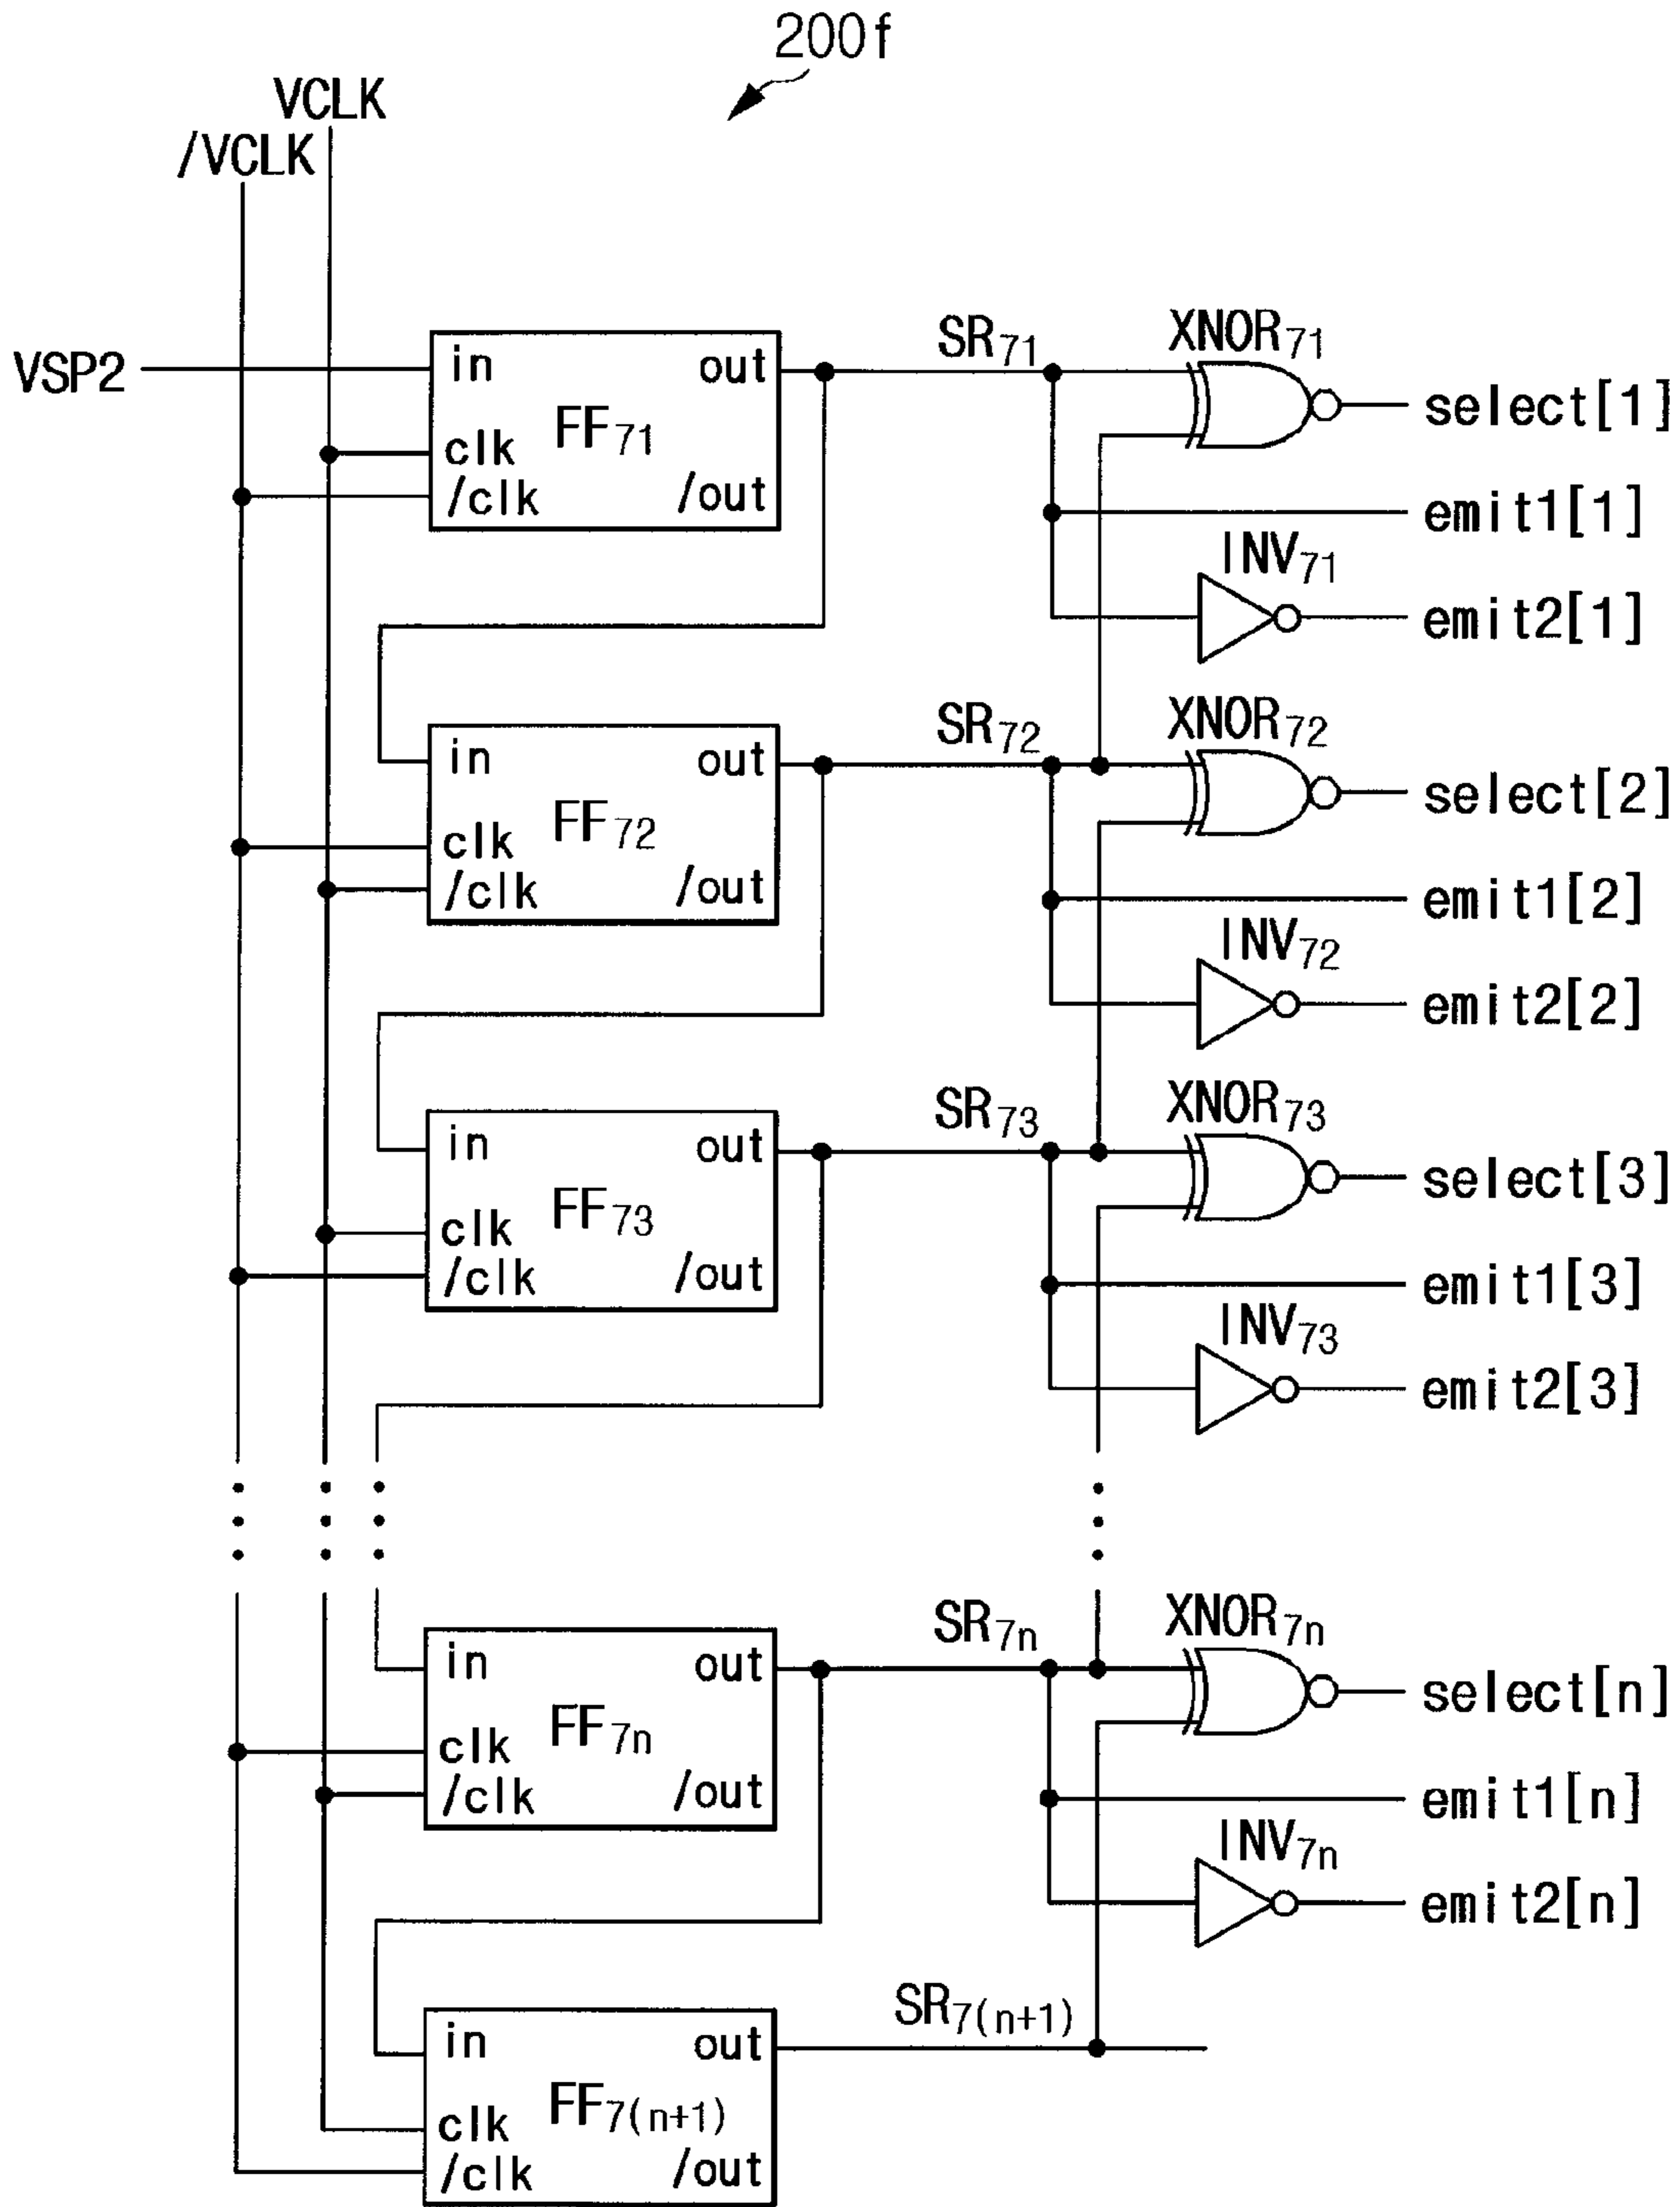 200f
VCLK
/VCLK
VSP2
in out
FF71
clk
/clk /out
SR71
XNOR71
select[1]
emit1[1]
INV71
emit2[1]
in out
FF72
clk
/clk /out
SR72
XNOR72
select[2]
emit1[2]
INV72
emit2[2]
in out
FF73
clk
/clk /out
SR73
XNOR73
select[3]
emit1[3]
INV73
emit2[3]
in out
FF7n
clk
/clk /out
SR7n
XNOR7n
select[n]
emit1[n]
INV7n
emit2[n]
in out
FF7(n+1)
clk
/clk /out
SR7(n+1)